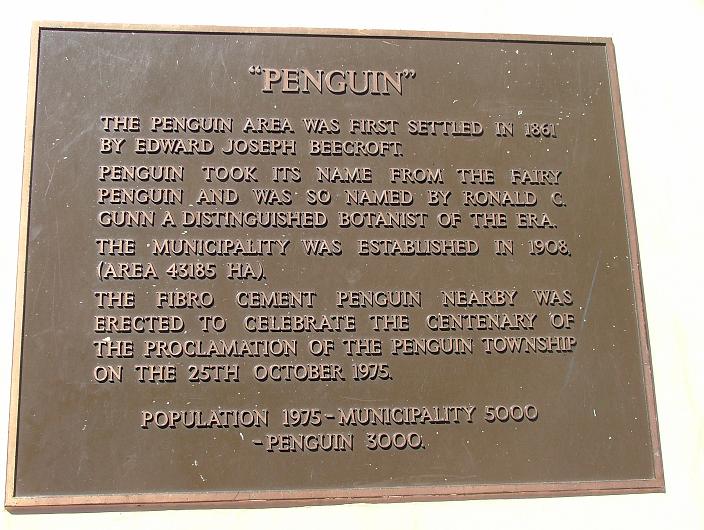 "PENGUIN"
THE PENGUIN AREA WAS FIRST SETTLED IN 1861
BY EDWARD JOSEPH BEECROFT.
PENGUIN TOOK ITS NAME FROM THE FAIRY
PENGUIN AND WAS SO NAMED BY RONALD C.
GUNN A DISTINGUISHED BOTANIST OF THE ERA.
THE MUNICIPALITY WAS ESTABLISHED IN 1908,
(AREA 43185 HA).
THE FIBRO CEMENT PENGUIN NEARBY WAS
ERECTED, TO CELEBRATE THE CENTENARY OF
THE PROCLAMATION OF THE PENGUIN TOWNSHIP
ON THE 25TH OCTOBER 1975.
POPULATION 1975 - MUNICIPALITY 5000
- PENGUIN 3000.